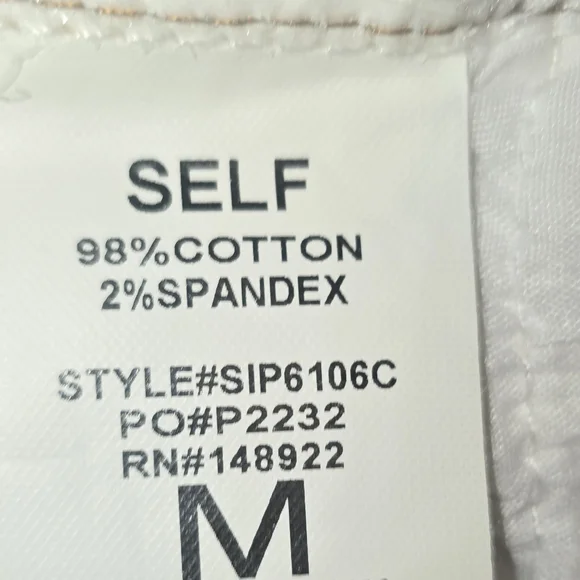 SELF
98%COTTON
2%SPANDEX
STYLE#SIP6106C
PO#P2232
RN#148922
M